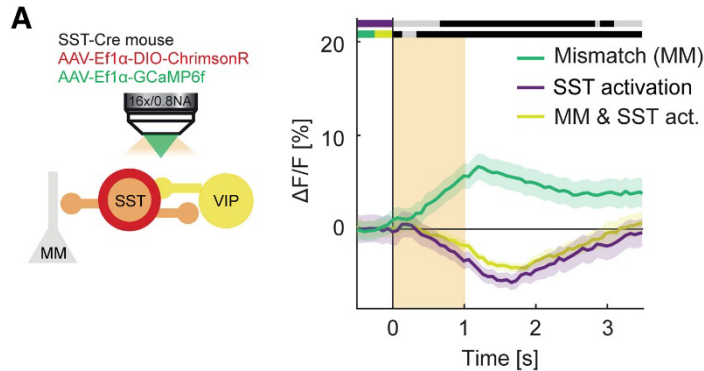 A
SST-Cre mouse
AAV-Ef1α-DIO-ChrimsonR
AAV-Ef1α-GCaMP6f
16x/0.8NA
SST
VIP
MM
20
10
0
ΔF/F [%]
Mismatch (MM)
SST activation
MM & SST act.
0 1 2 3
Time [s]